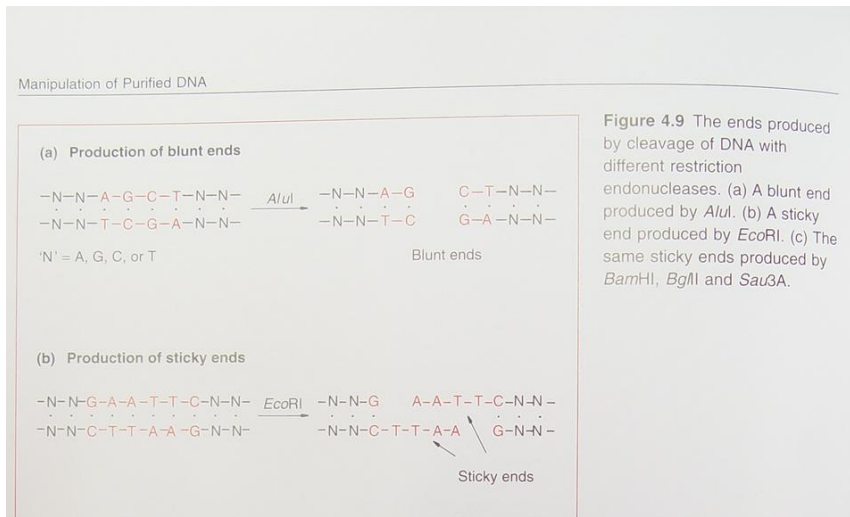 Manipulation of Purified DNA
(a) Production of blunt ends
–N–N–A–G–C–T–N–N– AluI –N–N–A–G C–T–N–N–
–N–N–T–C–G–A–N–N– –N–N–T–C G–A–N–N–
'N' = A, G, C, or T Blunt ends
(b) Production of sticky ends
–N–N–G–A–A–T–T–C–N–N– EcoRI –N–N–G A–A–T–T–C–N–N–
–N–N–C–T–T–A–A–G–N–N– –N–N–C–T–T–A–A G–N–N–
Sticky ends
Figure 4.9 The ends produced
by cleavage of DNA with
different restriction
endonucleases. (a) A blunt end
produced by AluI. (b) A sticky
end produced by EcoRI. (c) The
same sticky ends produced by
BamHI, BglII and Sau3A.